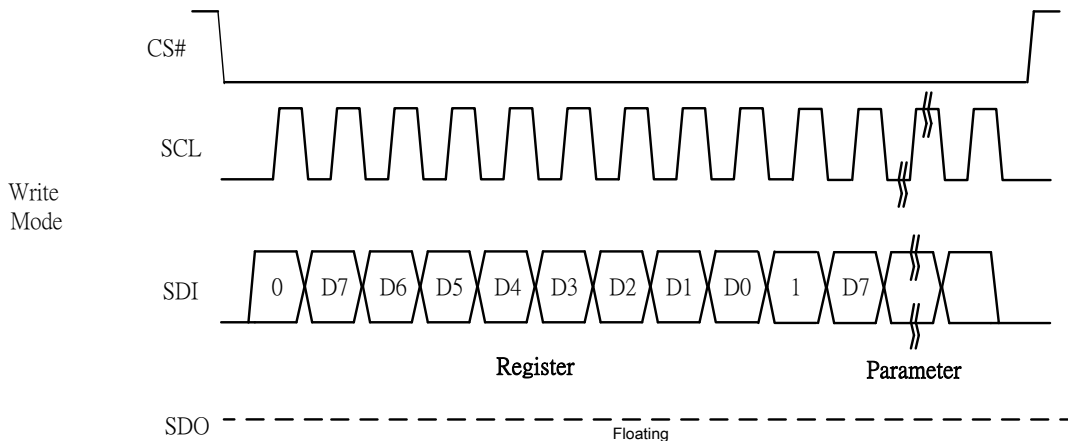 CS#
SCL
Write
Mode
SDI 0 D7 D6 D5 D4 D3 D2 D1 D0 1 D7
Register Parameter
SDO Floating